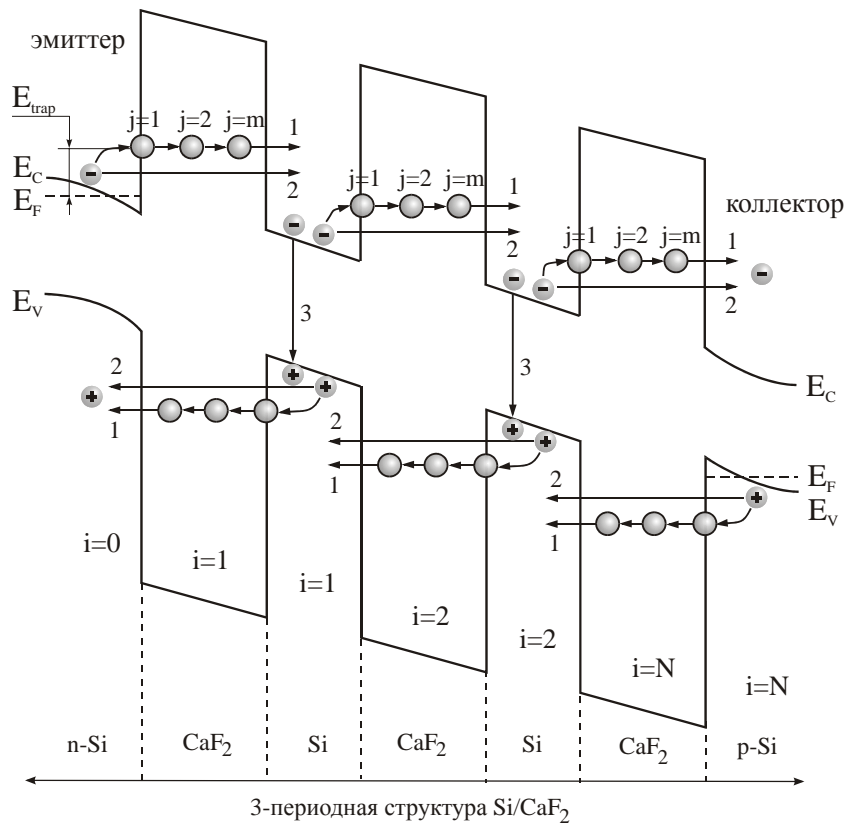 эмиттер
E_trap
j=1 j=2 j=m 1
E_C
2
E_F
j=1 j=2 j=m 1
2
коллектор
j=1 j=2 j=m 1
2
E_V
3
2
1
3
E_C
2
1
E_F
2
E_V
1
i=0
i=1
i=1
i=2
i=2
i=N
i=N
n-Si CaF₂ Si CaF₂ Si CaF₂ p-Si
3-периодная структура Si/CaF₂